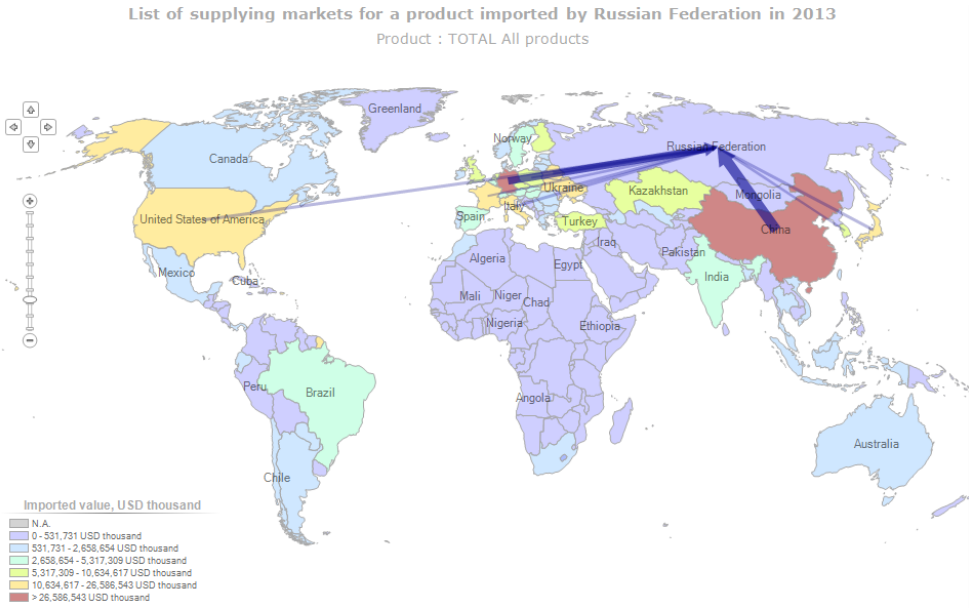 List of supplying markets for a product imported by Russian Federation in 2013
Product : TOTAL All products
Greenland
Norway
Russian Federation
Canada
Ukraine
Kazakhstan
Mongolia
United States of America
Italy
Spain
Turkey
China
Iraq
Pakistan
Algeria
Egypt
India
Mexico
Cuba
Mali
Niger
Chad
Nigeria
Ethiopia
Peru
Brazil
Angola
Australia
Chile
Imported value, USD thousand
N.A.
0 - 531,731 USD thousand
531,731 - 2,658,654 USD thousand
2,658,654 - 5,317,309 USD thousand
5,317,309 - 10,634,617 USD thousand
10,634,617 - 26,586,543 USD thousand
> 26,586,543 USD thousand